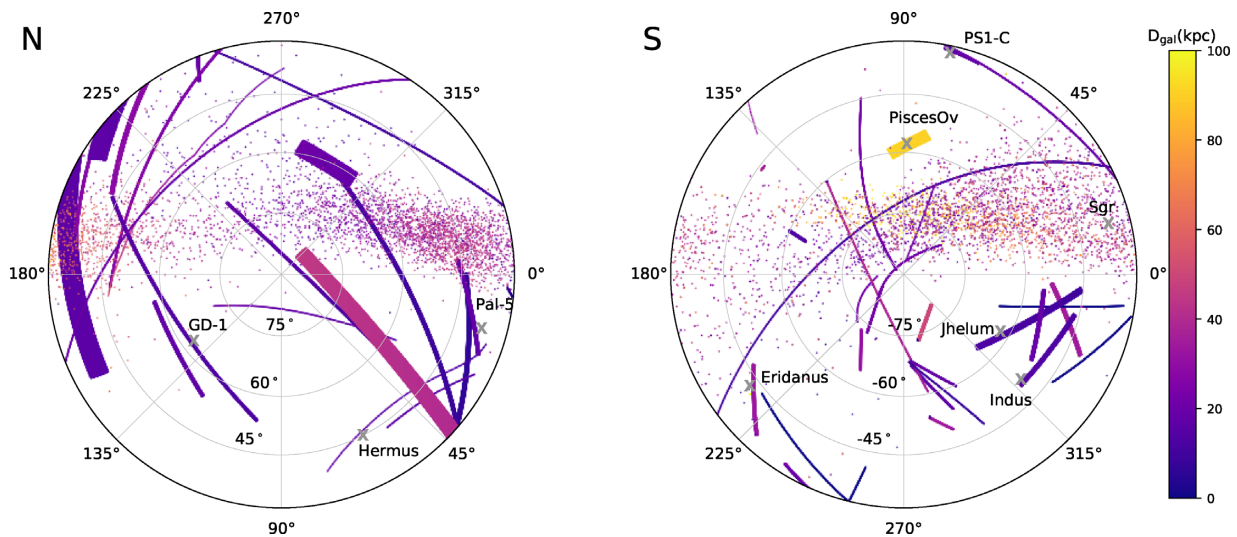 N
270°
225°
315°
180°
0°
Pal-5
GD-1
75°
60°
45°
Hermus
135°
45°
90°
S
90°
PS1-C
135°
45°
PiscesOv
Sgr
180°
0°
-75°
Jhelum
Eridanus
-60°
Indus
-45°
225°
315°
270°
D_gal(kpc)
100
80
60
40
20
0